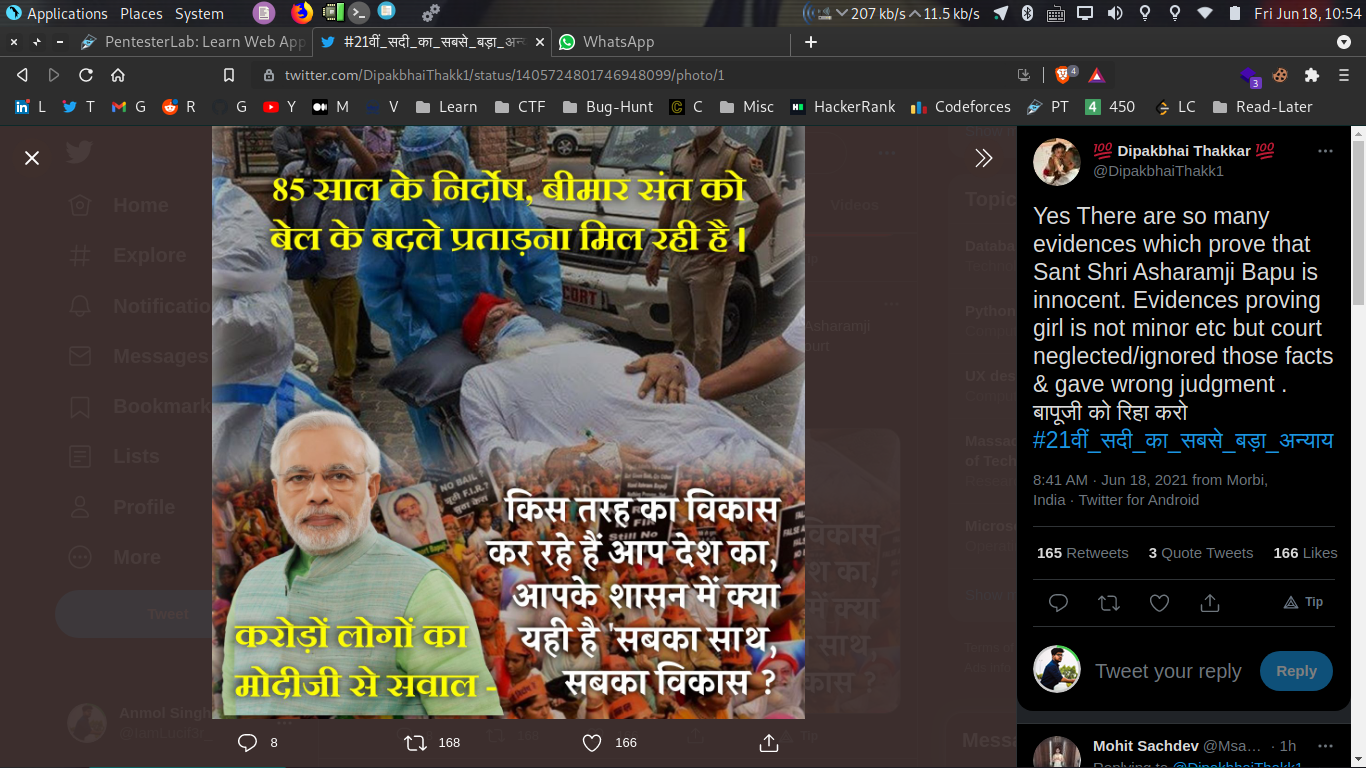 Applications Places System
207 kb/s 11.5 kb/s
Fri Jun 18, 10:54
PentesterLab: Learn Web App
#21वीं_सदी_का_सबसे_बड़ा_अन्
WhatsApp
twitter.com/DipakbhaiThakk1/status/1405724801746948099/photo/1
4
3
L T G R G Y M V Learn CTF Bug-Hunt C Misc HackerRank Codeforces PT 450 LC Read-Later
Home
Explore
Notificatio
Messages
Bookmark
Lists
Profile
More
Tweet
Anmol Singh
85 साल के निर्दोष, बीमार संत को
बेल के बदले प्रताड़ना मिल रही है।
NO BAIL
किस तरह का विकास
कर रहे हैं आप देश का,
आपके शासन में क्या
यही है 'सबका साथ,
सबका विकास ?
करोड़ों लोगों का
मोदीजी से सवाल -
8 168 166
💯 Dipakbhai Thakkar 💯
@DipakbhaiThakk1
Yes There are so many
evidences which prove that
Sant Shri Asharamji Bapu is
innocent. Evidences proving
girl is not minor etc but court
neglected/ignored those facts
& gave wrong judgment .
बापूजी को रिहा करो
#21वीं_सदी_का_सबसे_बड़ा_अन्याय
8:41 AM · Jun 18, 2021 from Morbi,
India · Twitter for Android
165 Retweets 3 Quote Tweets 166 Likes
Tip
Tweet your reply
Reply
Mohit Sachdev @Msa... · 1h
Replying to @DipakbhaiThakk1